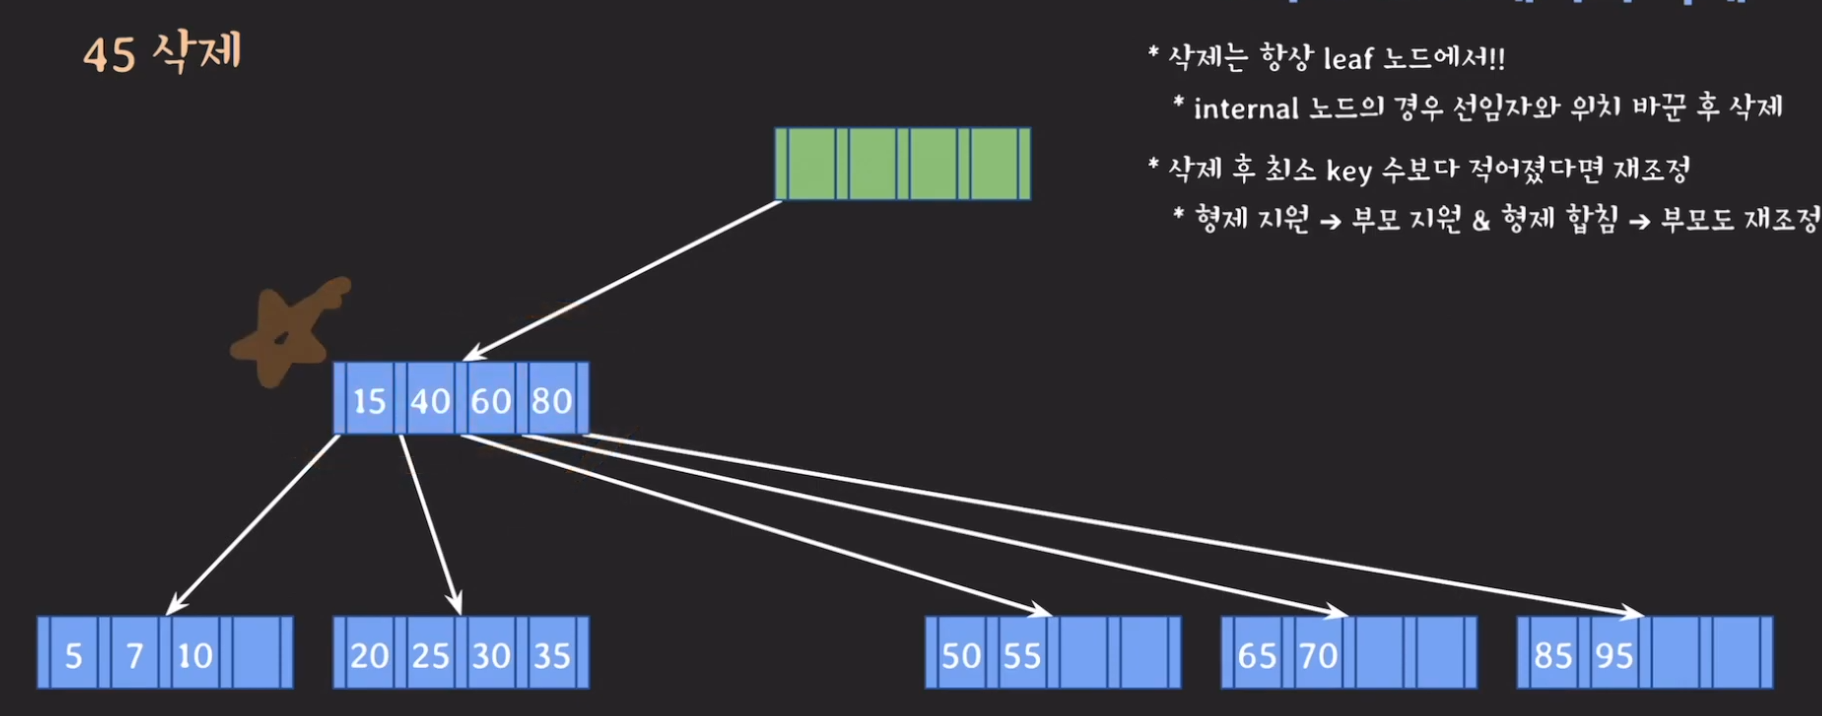 45 삭제
* 삭제는 항상 leaf 노드에서!!
* internal 노드의 경우 선임자와 위치 바꾼 후 삭제
* 삭제 후 최소 key 수보다 적어졌다면 재조정
* 형제 지원 → 부모 지원 & 형제 합침 → 부모도 재조정
15 40 60 80
5 7 10
20 25 30 35
50 55
65 70
85 95